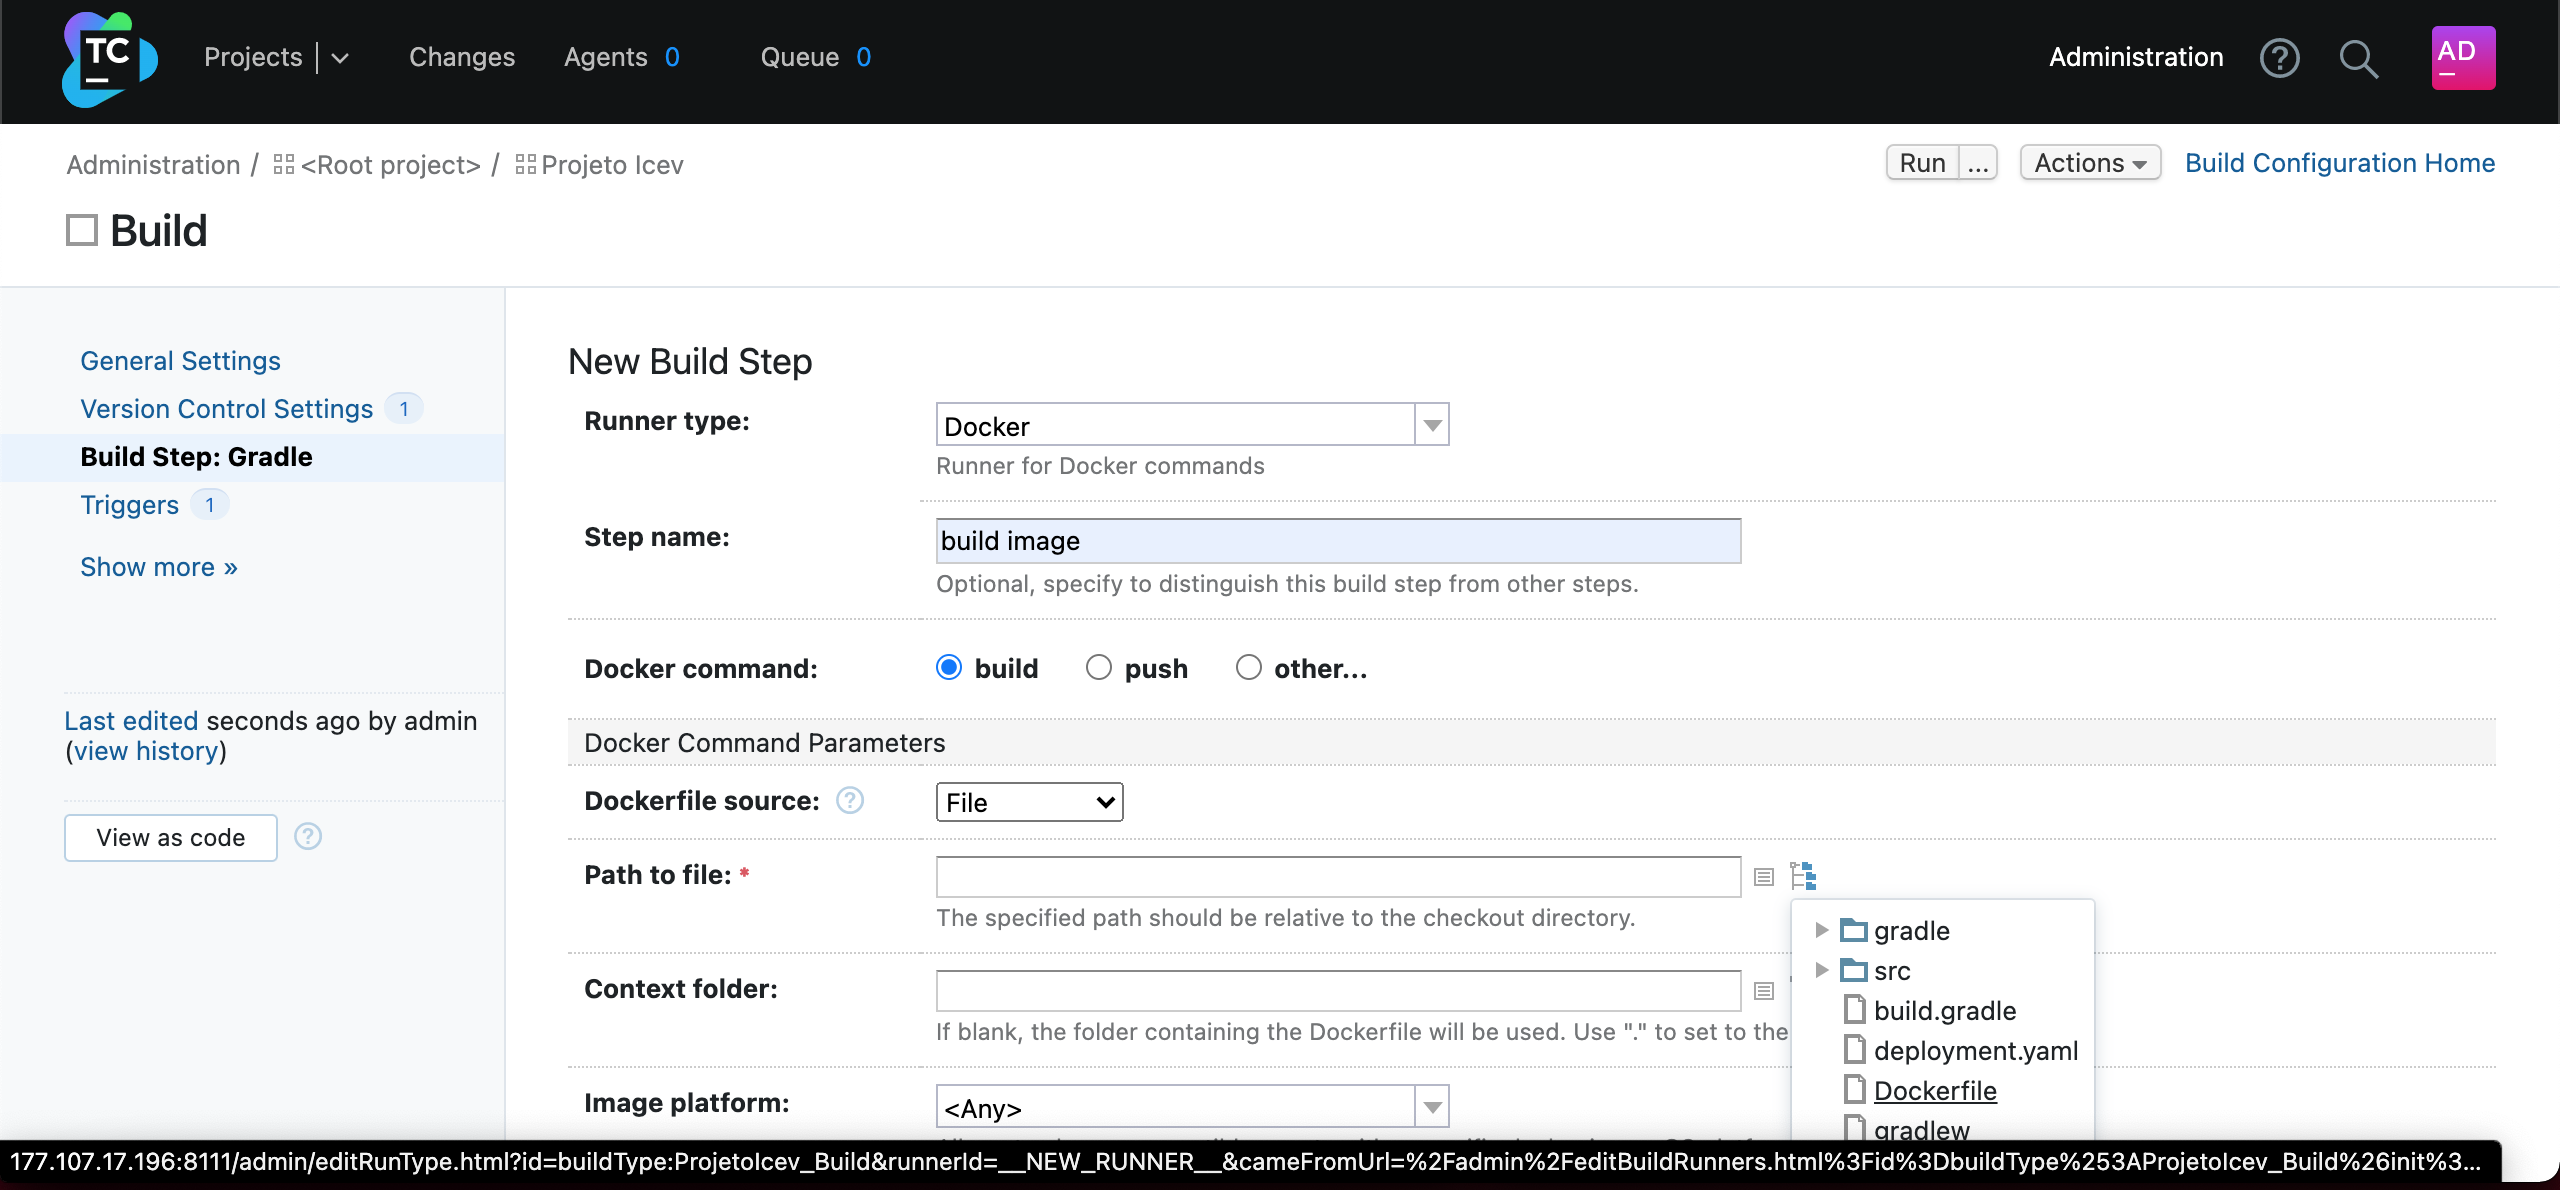 TC
Projects
Changes
Agents 0
Queue 0
Administration
AD
Administration / <Root project> / Projeto Icev
Run ...
Actions
Build Configuration Home
Build
General Settings
Version Control Settings 1
Build Step: Gradle
Triggers 1
Show more »
Last edited seconds ago by admin
(view history)
View as code ?
New Build Step
Runner type: Docker
Runner for Docker commands
Step name: build image
Optional, specify to distinguish this build step from other steps.
Docker command: build push other...
Docker Command Parameters
Dockerfile source: ? File
Path to file: *
The specified path should be relative to the checkout directory.
Context folder:
If blank, the folder containing the Dockerfile will be used. Use "." to set to the
Image platform: <Any>
gradle
src
build.gradle
deployment.yaml
Dockerfile
gradlew
177.107.17.196:8111/admin/editRunType.html?id=buildType:ProjetoIcev_Build&runnerId=__NEW_RUNNER__&cameFromUrl=%2Fadmin%2FeditBuildRunners.html%3Fid%3DbuildType%253AProjetoIcev_Build%26init%3...